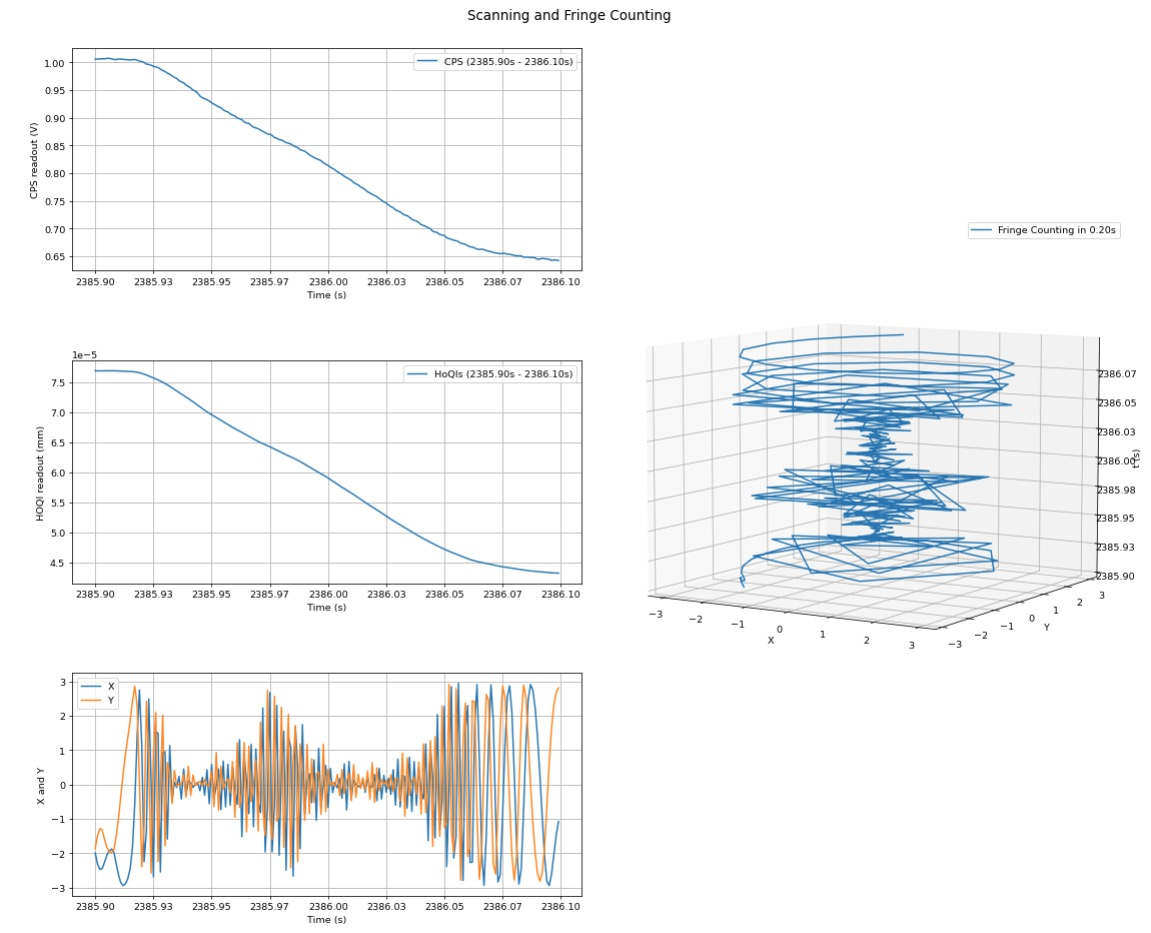 Scanning and Fringe Counting
CPS (2385.90s - 2386.10s)
CPS readout (V)
1.00
0.95
0.90
0.85
0.80
0.75
0.70
0.65
2385.90 2385.93 2385.95 2385.97 2386.00 2386.03 2386.05 2386.07 2386.10
Time (s)
1e−5
HoQIs (2385.90s - 2386.10s)
HOQI readout (mm)
7.5
7.0
6.5
6.0
5.5
5.0
4.5
2385.90 2385.93 2385.95 2385.97 2386.00 2386.03 2386.05 2386.07 2386.10
Time (s)
X
Y
X and Y
3
2
1
0
−1
−2
−3
2385.90 2385.93 2385.95 2385.97 2386.00 2386.03 2386.05 2386.07 2386.10
Time (s)
Fringe Counting in 0.20s
2386.07
2386.05
2386.03
2386.00
t (s)
2385.98
2385.95
2385.93
2385.90
−3 −2 −1 0 1 2 3
X
−3 −2 −1 0 1 2 3
Y